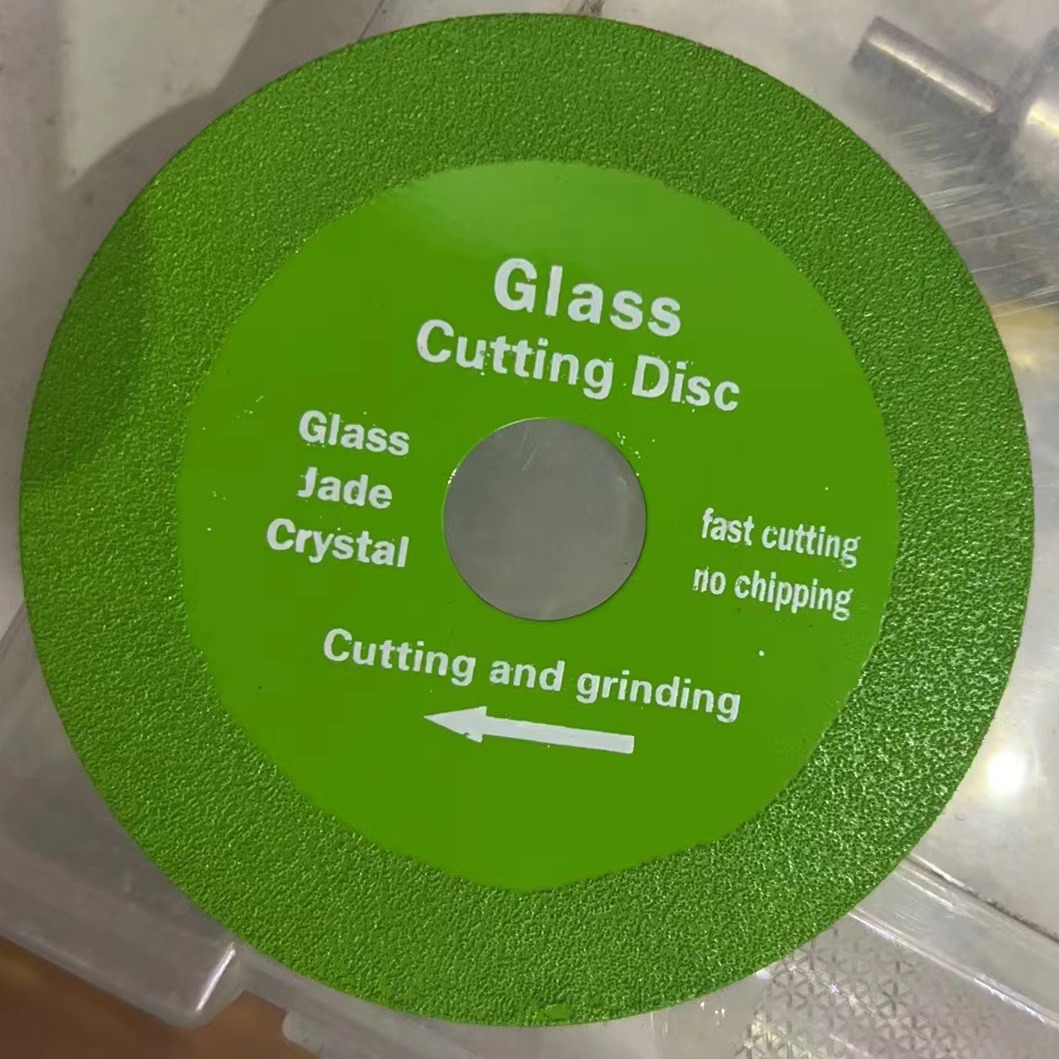 Glass
Cutting Disc
Glass
Jade
Crystal
fast cutting
no chipping
Cutting and grinding